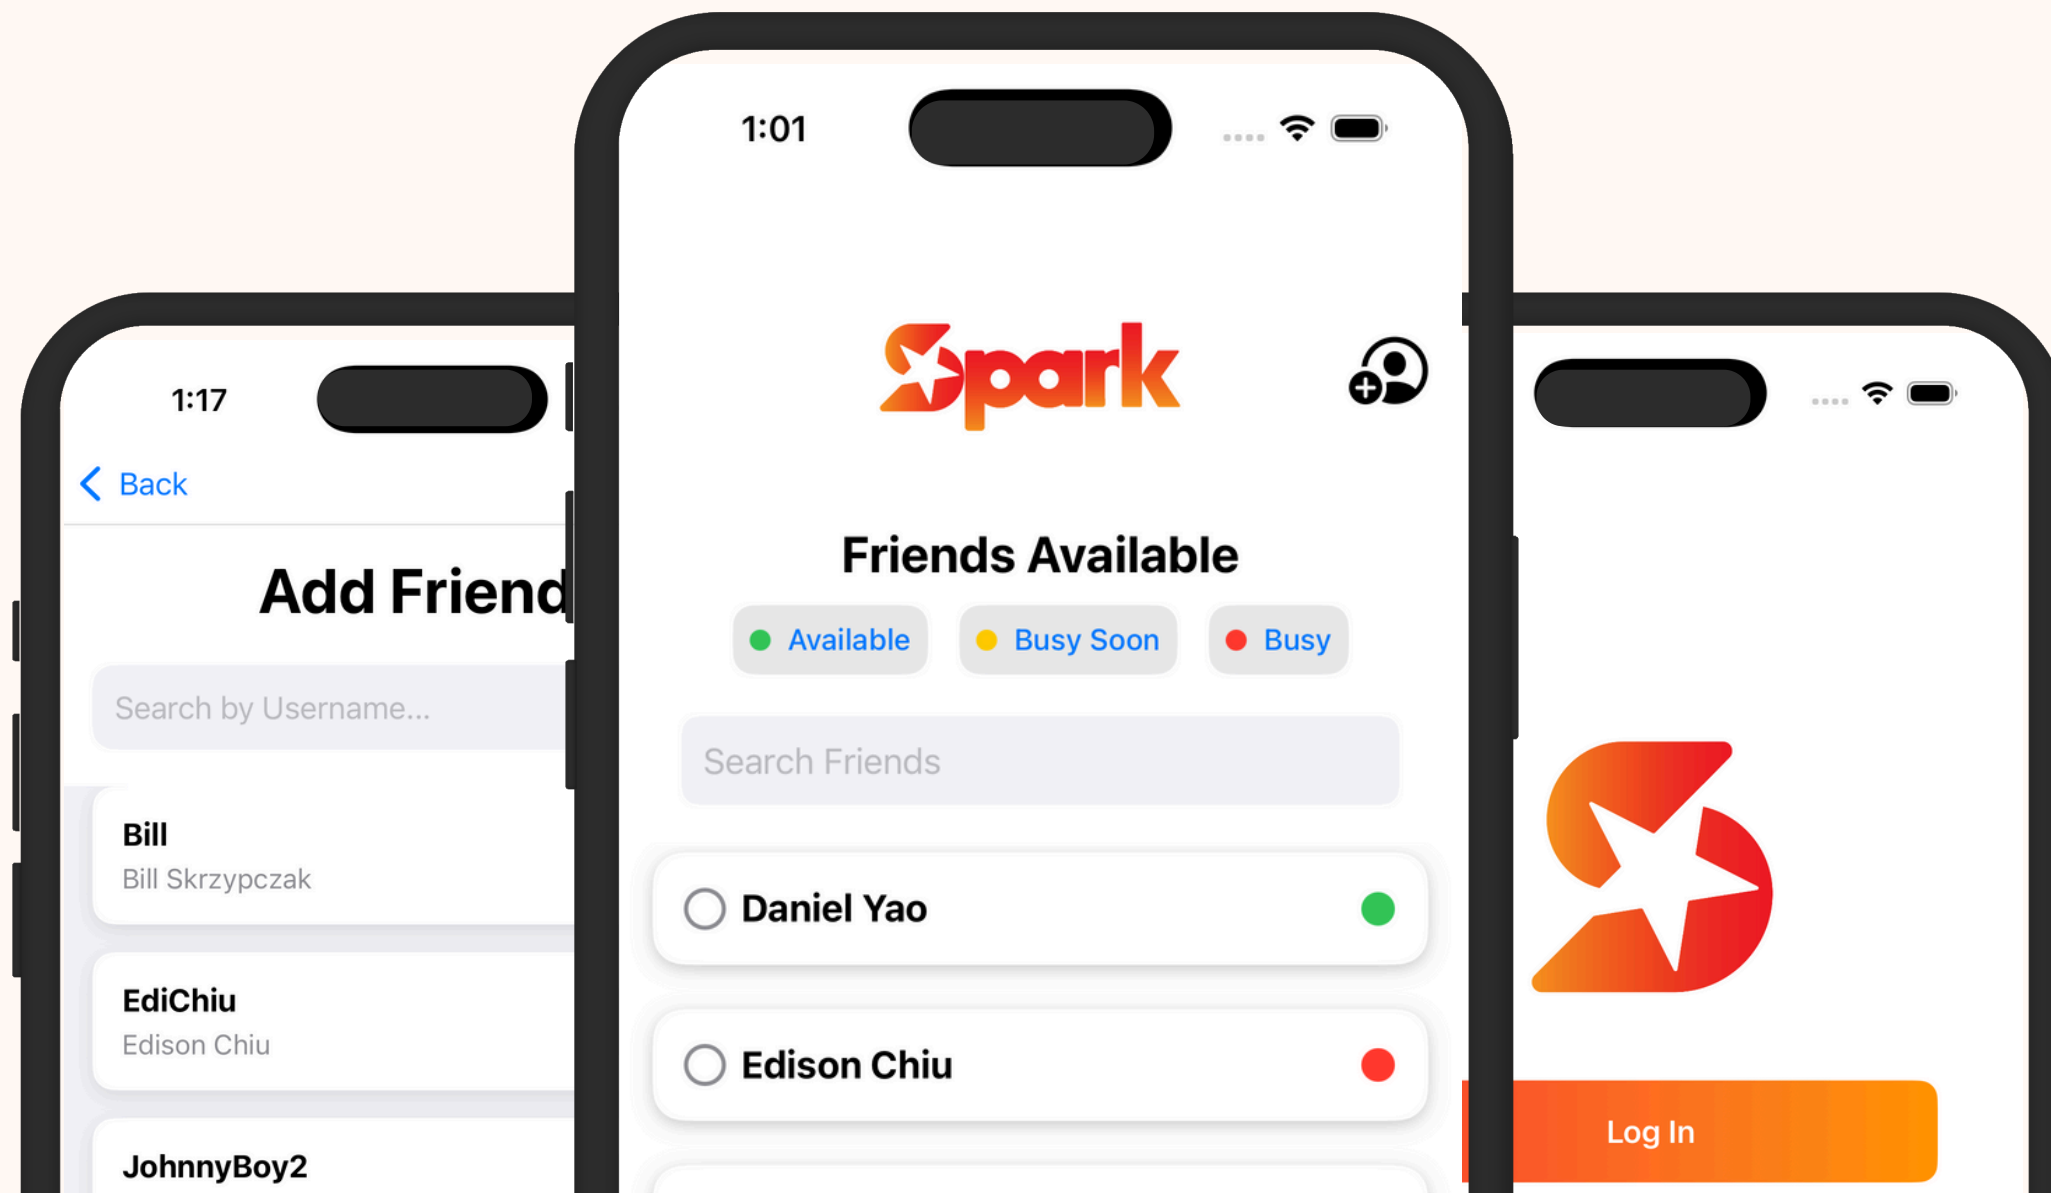 1:17
Back
Add Friend
Search by Username...
Bill
Bill Skrzypczak
EdiChiu
Edison Chiu
JohnnyBoy2
1:01
Spark
Friends Available
Available
Busy Soon
Busy
Search Friends
Daniel Yao
Edison Chiu
S
Log In